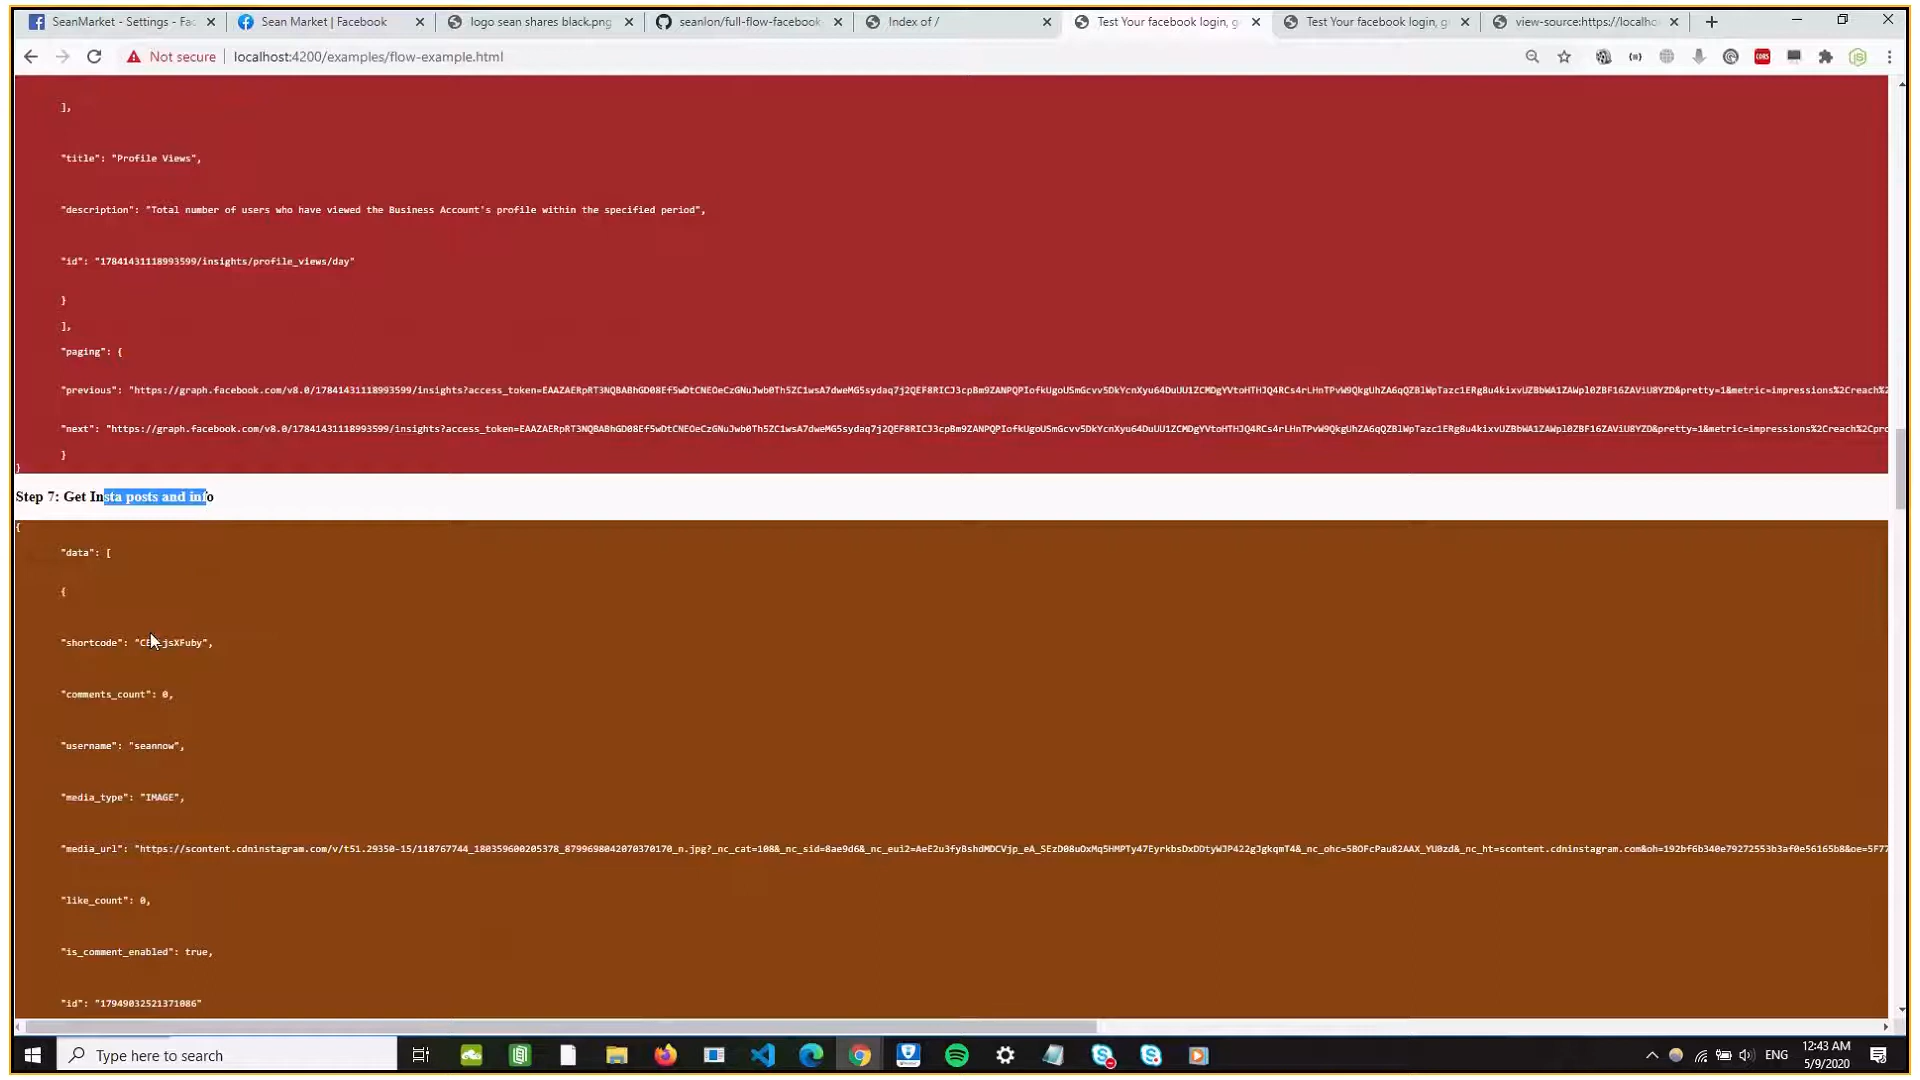 SeanMarket - Settings - Fac
Sean Market | Facebook
logo sean shares black.png
seanlon/full-flow-facebook
Index of /
Test Your facebook login, g
Test Your facebook login, g
view-source:https://localho
Not secure
localhost:4200/examples/flow-example.html
],
"title": "Profile Views",
"description": "Total number of users who have viewed the Business Account's profile within the specified period",
"id": "17841431118993599/insights/profile_views/day"
}
],
"paging": {
"previous":
"next":
}
}
Step 7: Get Insta posts and info
{
"data": [
{
"shortcode":
"comments_count": 0,
"username": "seannow",
"media_type": "IMAGE",
"media_url":
"like_count": 0,
"is_comment_enabled": true,
"id": "17949032521371086"
Type here to search
ENG
12:43 AM
5/9/2020